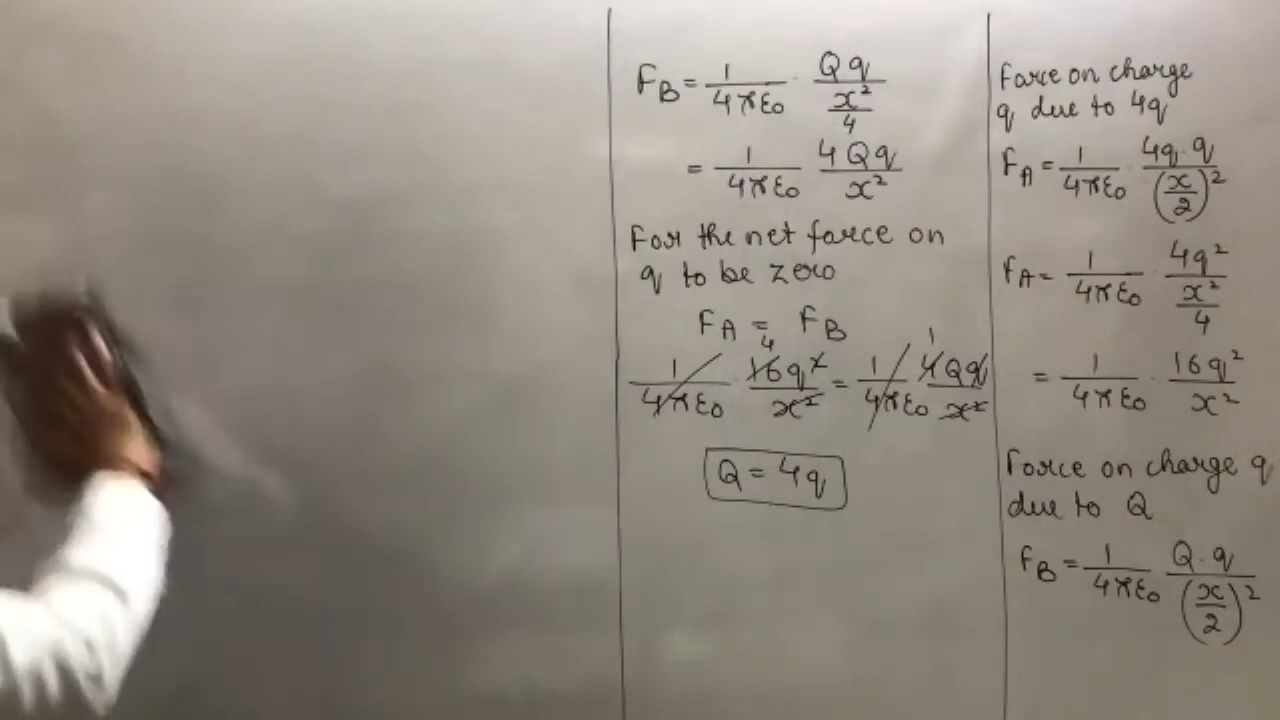 F_B = 1/4πε₀ · Qq/(x²/4)
= 1/4πε₀ 4Qq/x²
For the net force on
q to be zero
F_A = F_B
1/4πε₀ · 16q²/x² = 1/4πε₀ 4Qq/x²
4 1
Q = 4q
Force on charge
q due to 4q
F_A = 1/4πε₀ · 4q·q/(x/2)²
F_A = 1/4πε₀ · 4q²/(x²/4)
= 1/4πε₀ · 16q²/x²
Force on charge q
due to Q
F_B = 1/4πε₀ Q·q/(x/2)²